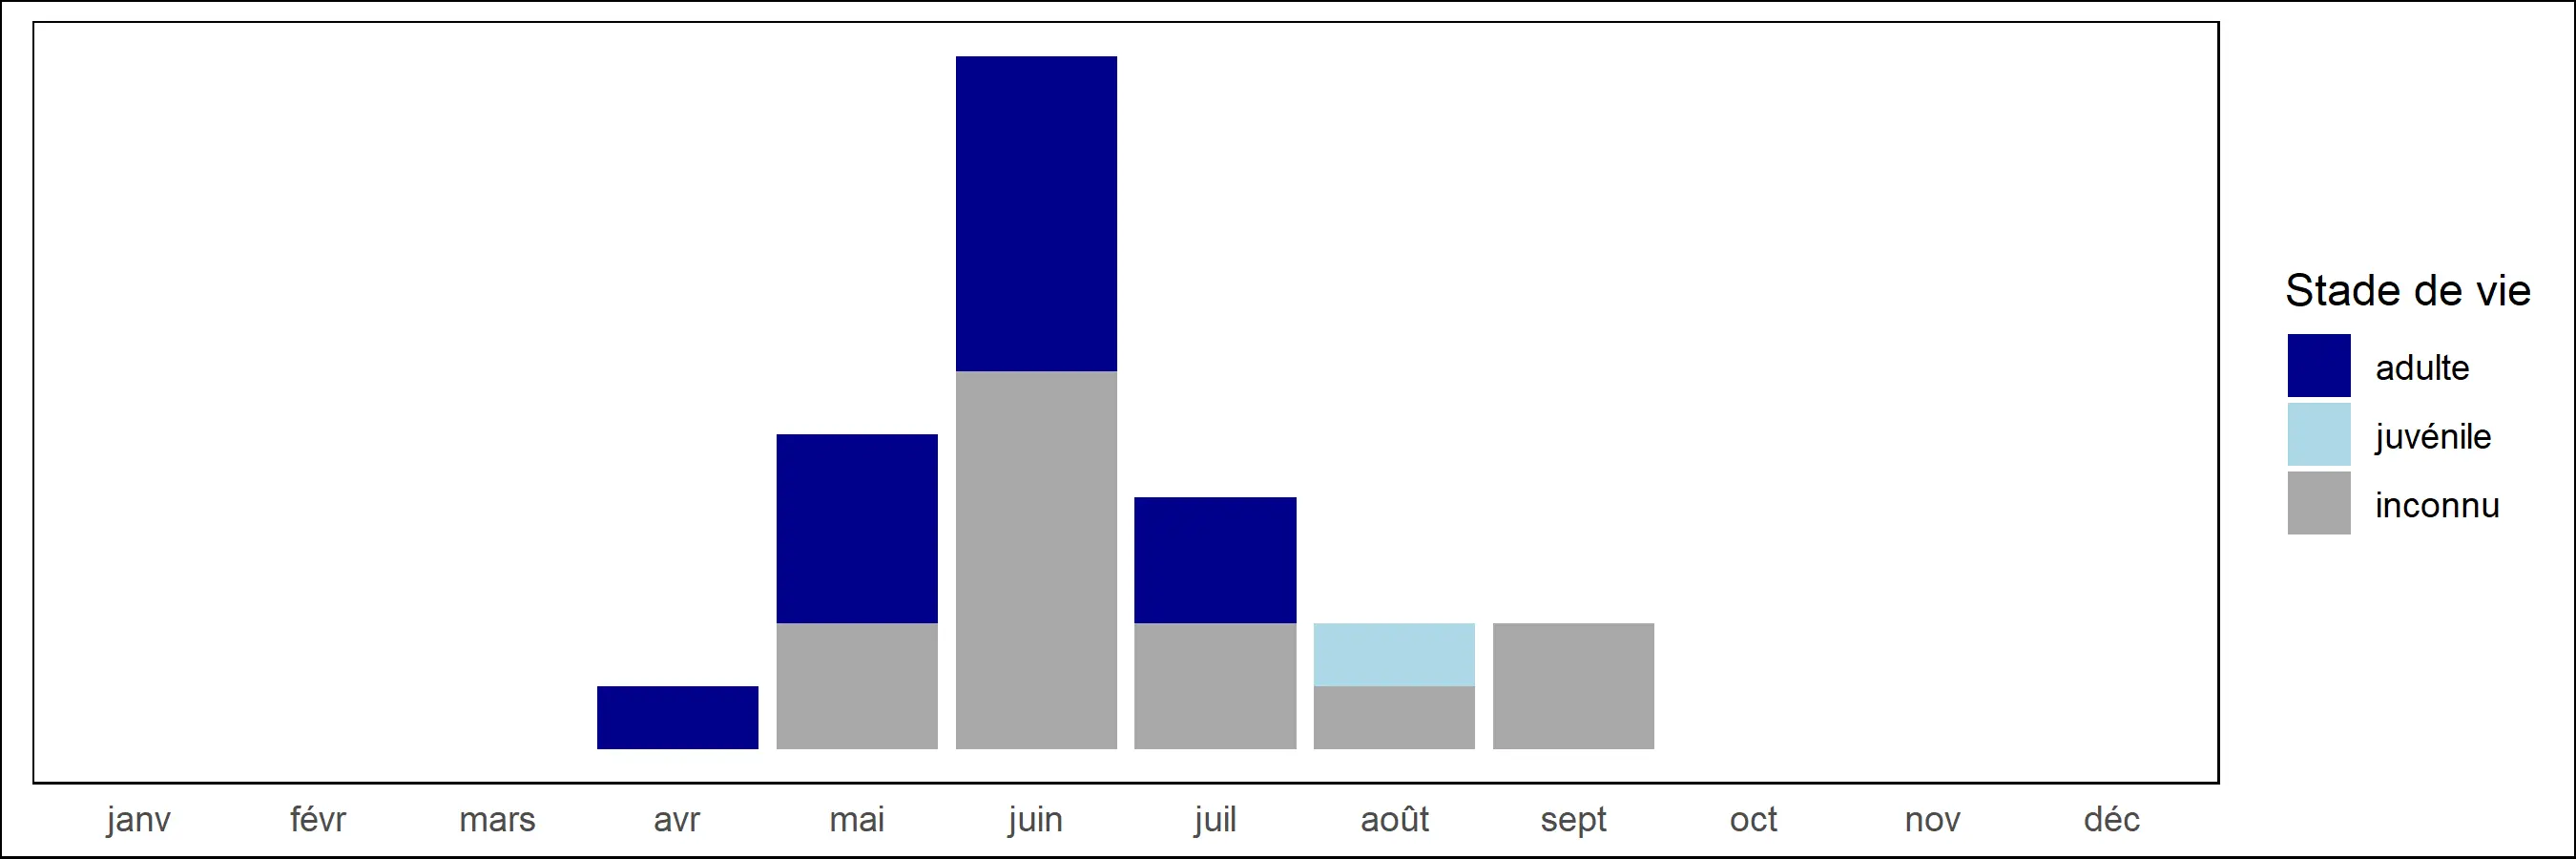 Stade de vie
adulte
juvénile
inconnu
janv févr mars avr mai juin juil août sept oct nov déc